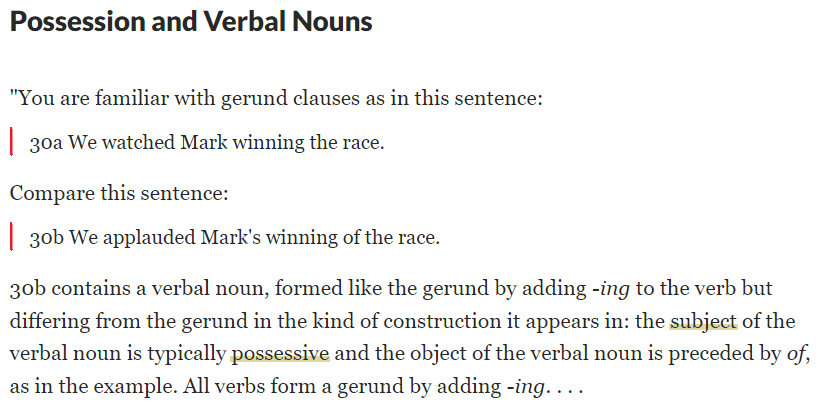 Possession and Verbal Nouns
"You are familiar with gerund clauses as in this sentence:
30a We watched Mark winning the race.
Compare this sentence:
30b We applauded Mark's winning of the race.
30b contains a verbal noun, formed like the gerund by adding -ing to the verb but
differing from the gerund in the kind of construction it appears in: the subject of the
verbal noun is typically possessive and the object of the verbal noun is preceded by of,
as in the example. All verbs form a gerund by adding -ing. . . .